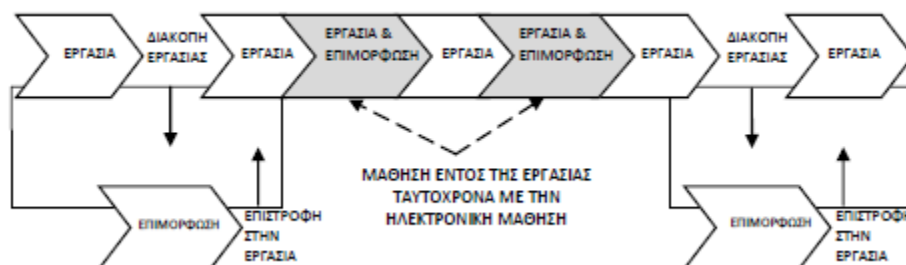 ΕΡΓΑΣΙΑ
ΔΙΑΚΟΠΗ
ΕΡΓΑΣΙΑΣ
ΕΡΓΑΣΙΑ
ΕΡΓΑΣΙΑ &
ΕΠΙΜΟΡΦΩΣΗ
ΕΡΓΑΣΙΑ
ΕΡΓΑΣΙΑ &
ΕΠΙΜΟΡΦΩΣΗ
ΕΡΓΑΣΙΑ
ΔΙΑΚΟΠΗ
ΕΡΓΑΣΙΑΣ
ΕΡΓΑΣΙΑ
ΜΑΘΗΣΗ ΕΝΤΟΣ ΤΗΣ ΕΡΓΑΣΙΑΣ
ΤΑΥΤΟΧΡΟΝΑ ΜΕ ΤΗΝ
ΗΛΕΚΤΡΟΝΙΚΗ ΜΑΘΗΣΗ
ΕΠΙΜΟΡΦΩΣΗ
ΕΠΙΣΤΡΟΦΗ
ΣΤΗΝ
ΕΡΓΑΣΙΑ
ΕΠΙΜΟΡΦΩΣΗ
ΕΠΙΣΤΡΟΦΗ
ΣΤΗΝ
ΕΡΓΑΣΙΑ